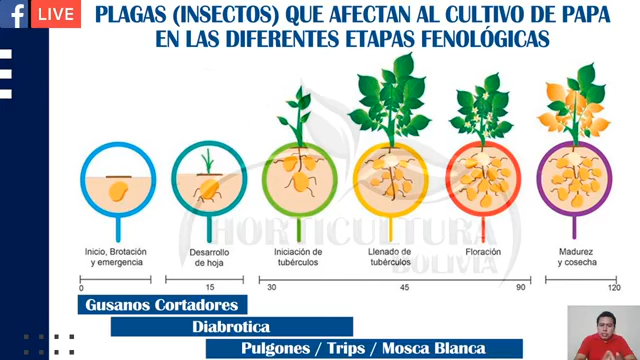 f LIVE
PLAGAS (INSECTOS) QUE AFECTAN AL CULTIVO DE PAPA
EN LAS DIFERENTES ETAPAS FENOLÓGICAS
HORTICULTURA
BOLIVIA
Inicio, Brotación
y emergencia
Desarrollo
de hoja
Iniciación de
tubérculos
Llenado de
tubérculos
Floración
Madurez
y cosecha
0 15 30 45 90 120
Gusanos Cortadores
Diabrotica
Pulgones / Trips / Mosca Blanca